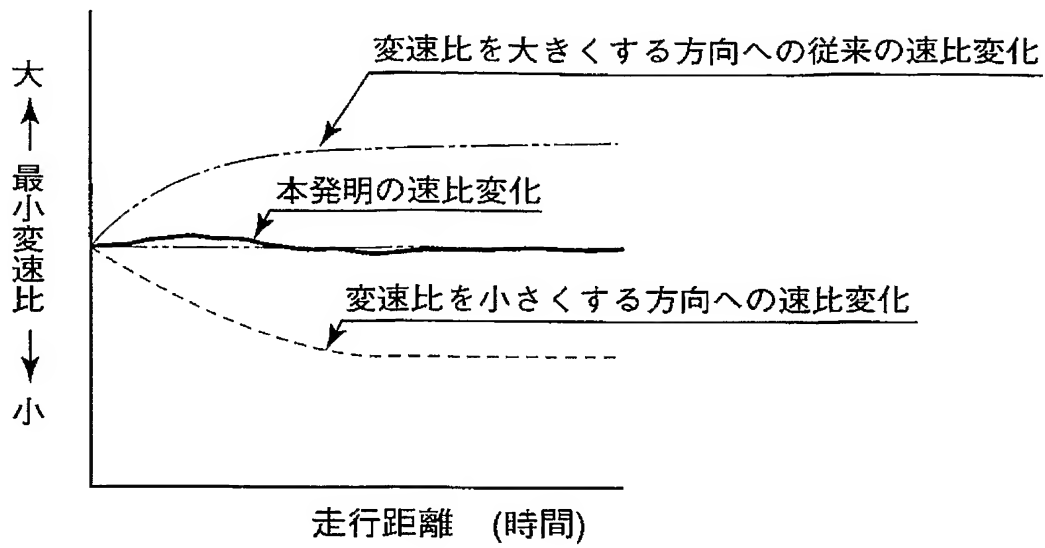 変速比を大きくする方向への従来の速比変化
大
最小変速比
小
本発明の速比変化
変速比を小さくする方向への速比変化
走行距離 (時間)